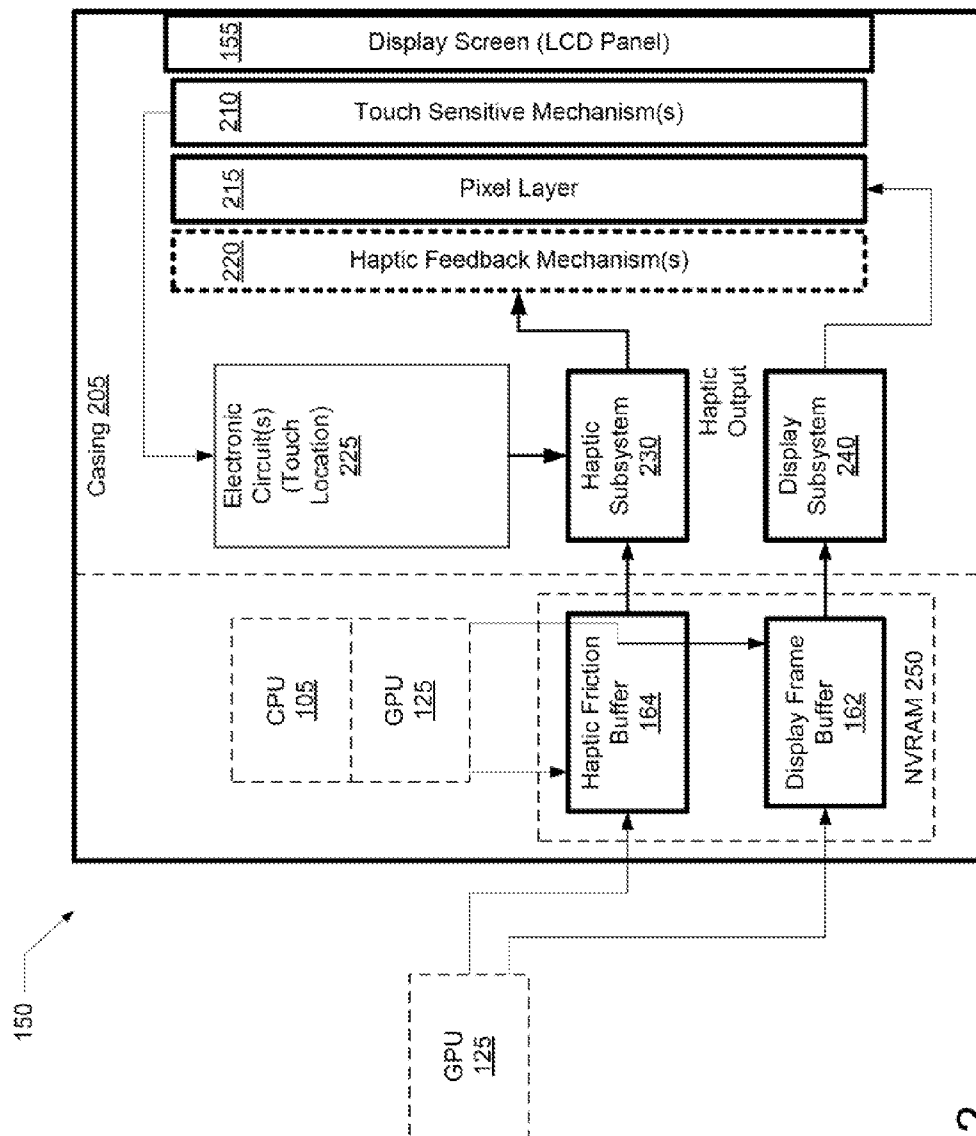 150
Casing 205
155
Display Screen (LCD Panel)
210
Touch Sensitive Mechanism(s)
215
Pixel Layer
220
Haptic Feedback Mechanism(s)
Electronic
Circuit(s)
(Touch
Location)
225
Haptic
Subsystem
230
Haptic
Output
Display
Subsystem
240
CPU
105
GPU
125
Haptic Friction
Buffer
164
Display Frame
Buffer
162
NVRAM 250
GPU
125
2